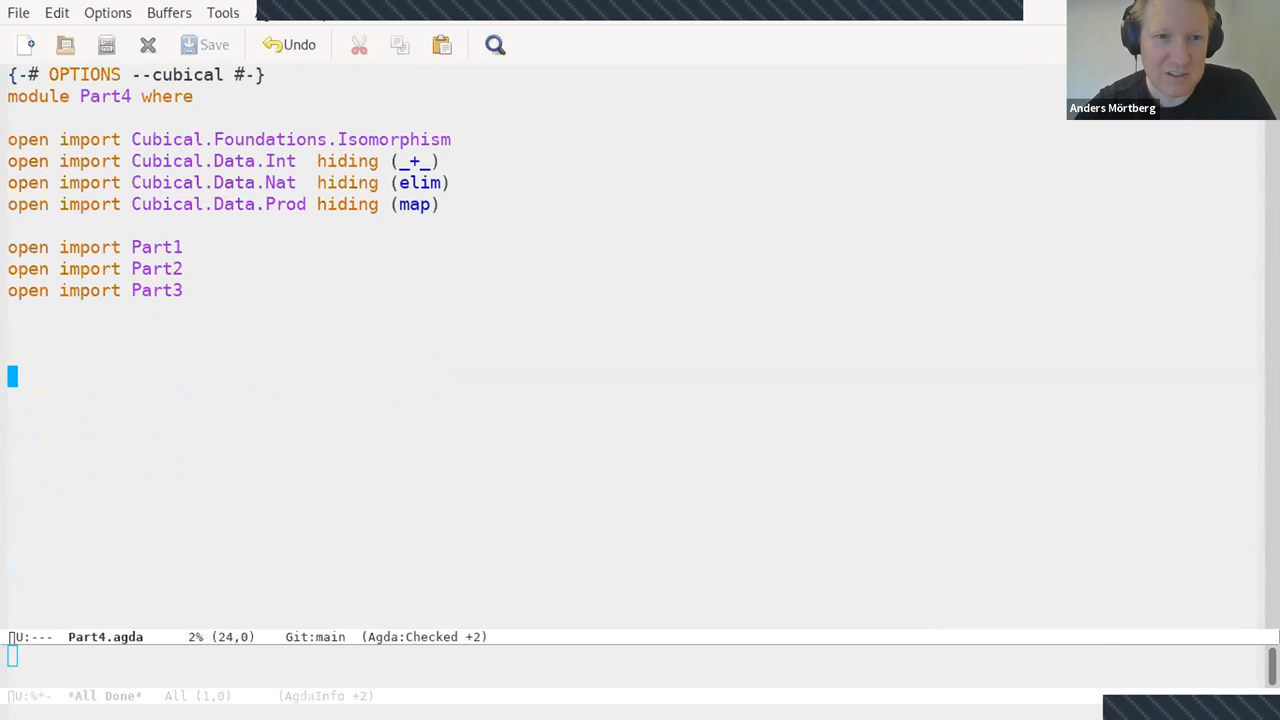 File Edit Options Buffers Tools
Save Undo
{-# OPTIONS --cubical #-}
module Part4 where
open import Cubical.Foundations.Isomorphism
open import Cubical.Data.Int hiding (_+_)
open import Cubical.Data.Nat hiding (elim)
open import Cubical.Data.Prod hiding (map)
open import Part1
open import Part2
open import Part3
Anders Mörtberg
U:--- Part4.agda 2% (24,0) Git:main (Agda:Checked +2)
U:%*- *All Done* All (1,0) (AgdaInfo +2)